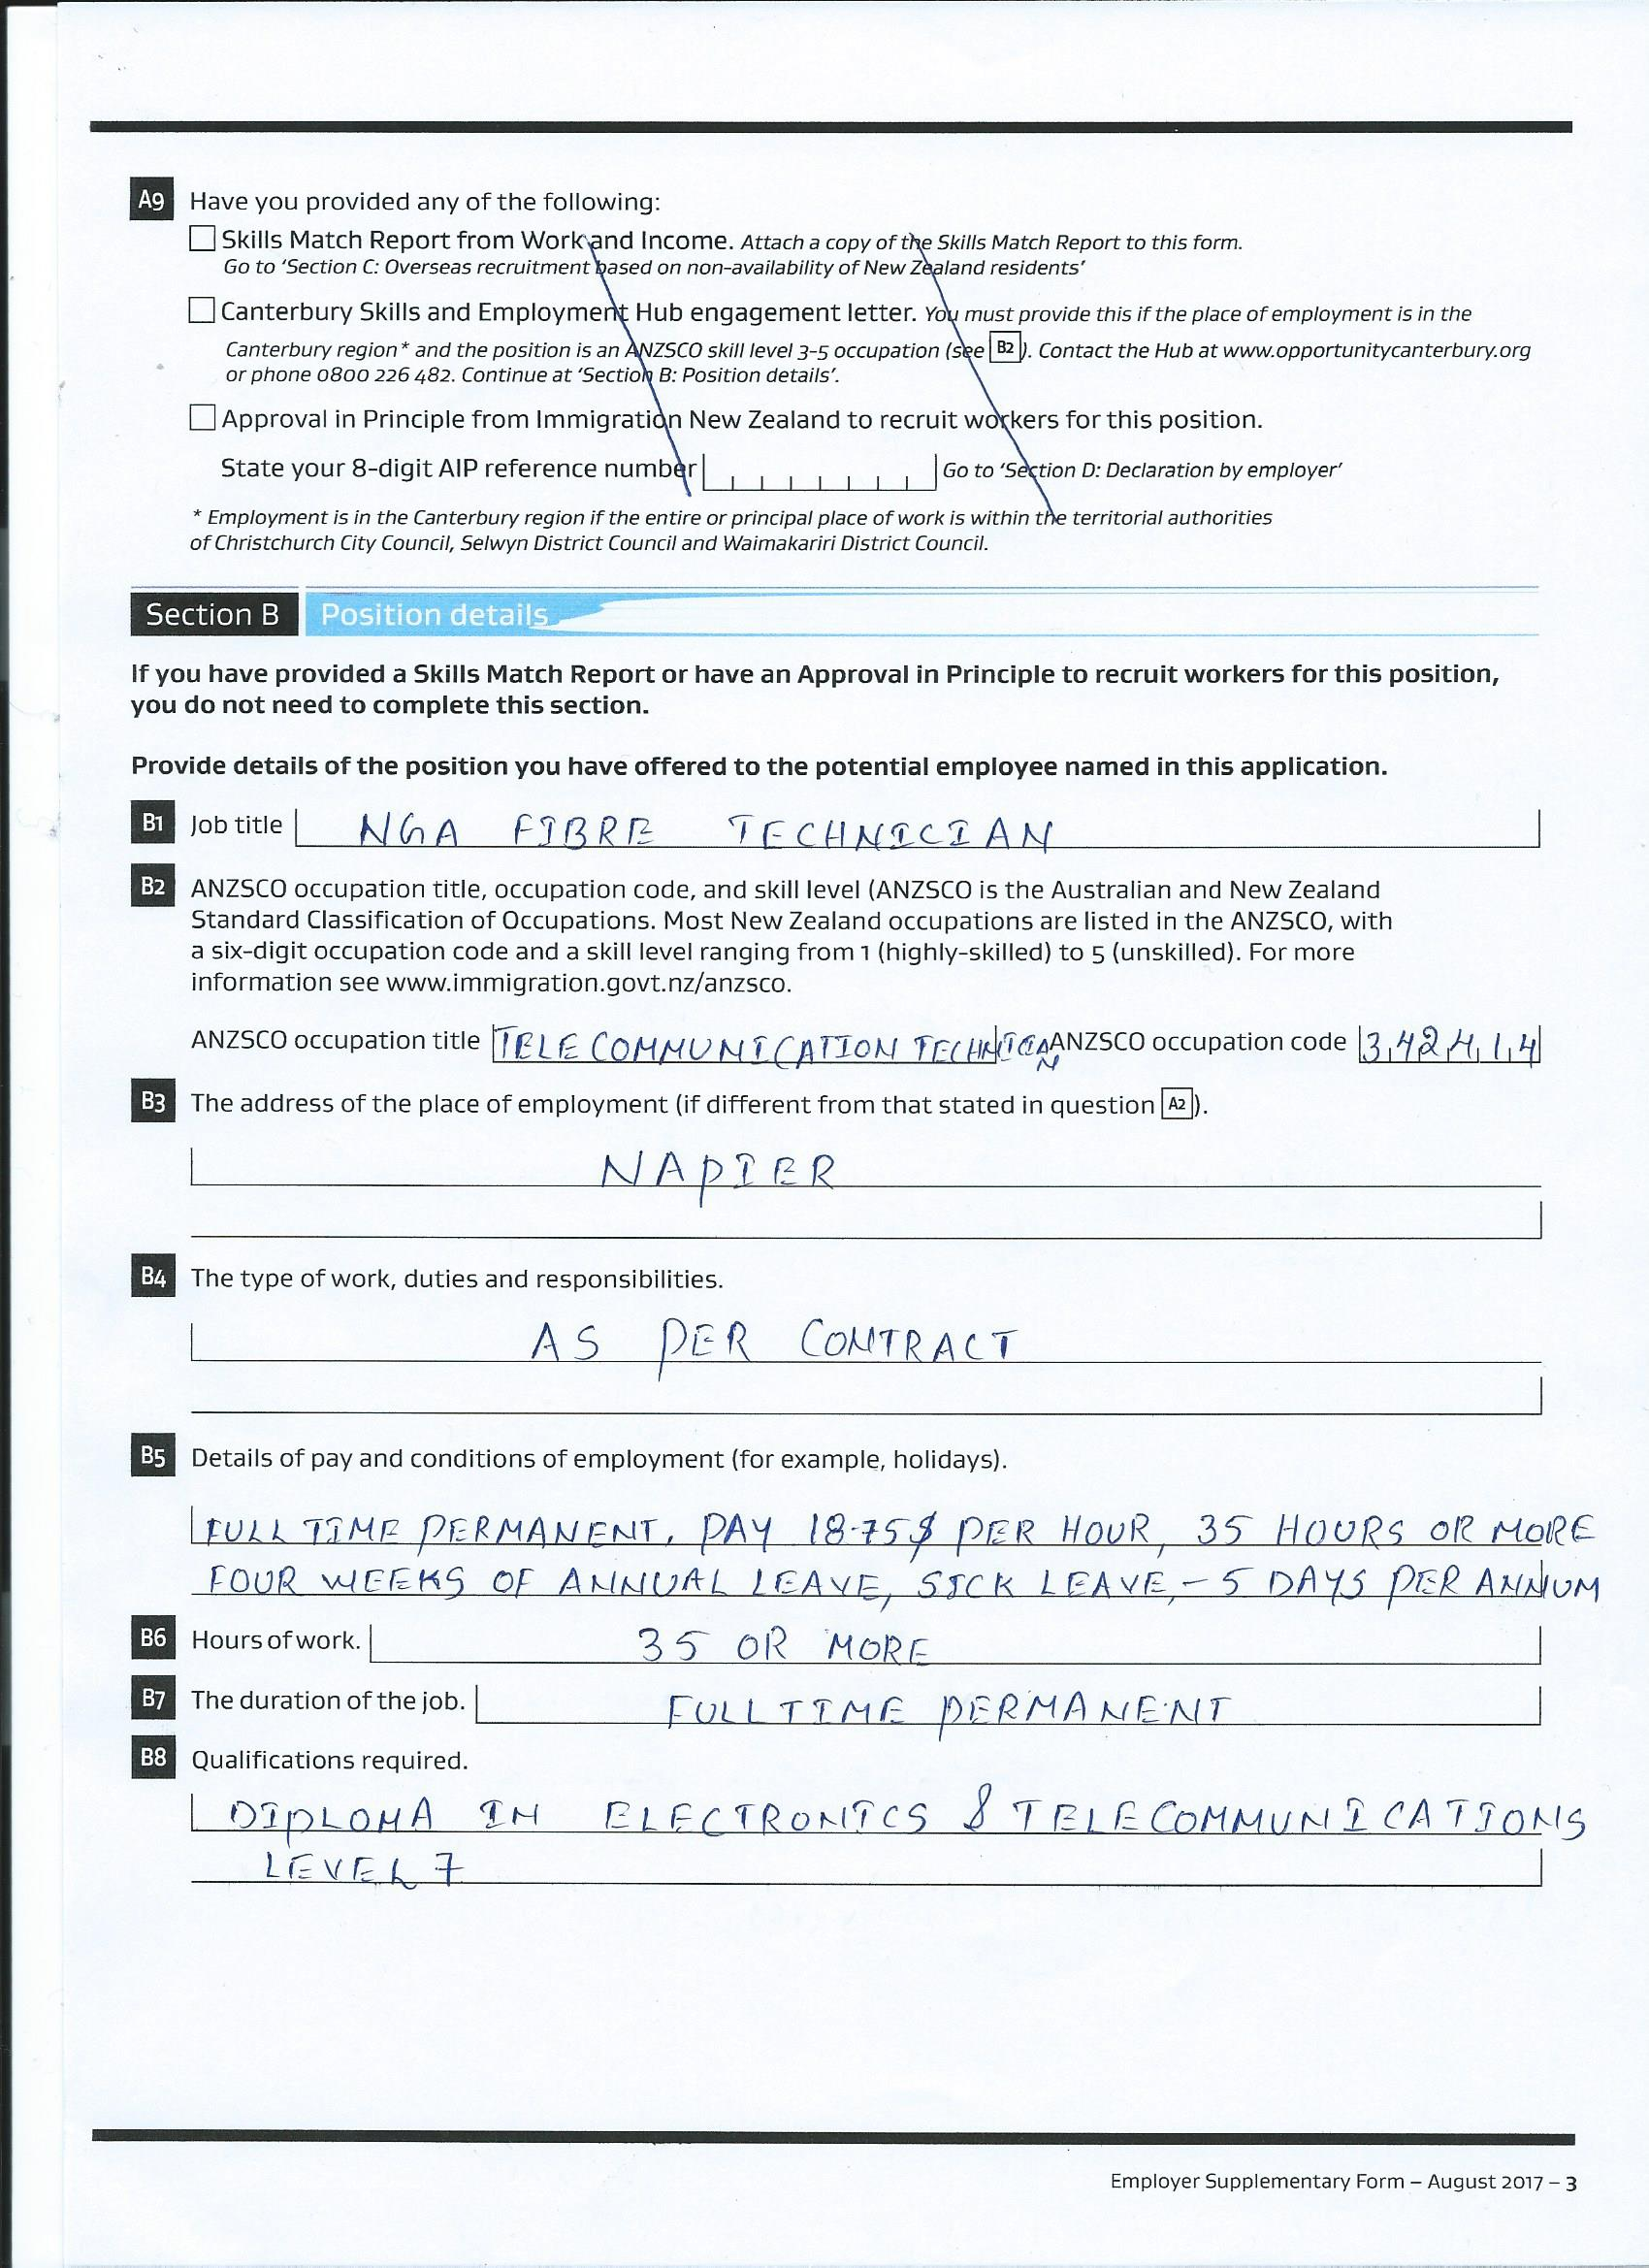 A9 Have you provided any of the following:
Skills Match Report from Work and Income. Attach a copy of the Skills Match Report to this form.
Go to ‘Section C: Overseas recruitment based on non-availability of New Zealand residents’
Canterbury Skills and Employment Hub engagement letter. You must provide this if the place of employment is in the
Canterbury region* and the position is an ANZSCO skill level 3-5 occupation (see B2). Contact the Hub at www.opportunitycanterbury.org
or phone 0800 226 482. Continue at ‘Section B: Position details’.
Approval in Principle from Immigration New Zealand to recruit workers for this position.
State your 8-digit AIP reference number Go to ‘Section D: Declaration by employer’
* Employment is in the Canterbury region if the entire or principal place of work is within the territorial authorities
of Christchurch City Council, Selwyn District Council and Waimakariri District Council.
Section B Position details
If you have provided a Skills Match Report or have an Approval in Principle to recruit workers for this position,
you do not need to complete this section.
Provide details of the position you have offered to the potential employee named in this application.
B1 Job title NGA FIBRE TECHNICIAN
B2 ANZSCO occupation title, occupation code, and skill level (ANZSCO is the Australian and New Zealand
Standard Classification of Occupations. Most New Zealand occupations are listed in the ANZSCO, with
a six-digit occupation code and a skill level ranging from 1 (highly-skilled) to 5 (unskilled). For more
information see www.immigration.govt.nz/anzsco.
ANZSCO occupation title TELECOMMUNICATION TECHNICIAN ANZSCO occupation code 342414
B3 The address of the place of employment (if different from that stated in question A2).
NAPIER
B4 The type of work, duties and responsibilities.
AS PER CONTRACT
B5 Details of pay and conditions of employment (for example, holidays).
FULL TIME PERMANENT. PAY 18.75$ PER HOUR, 35 HOURS OR MORE
FOUR WEEKS OF ANNUAL LEAVE, SICK LEAVE - 5 DAYS PER ANNUM
B6 Hours of work. 35 OR MORE
B7 The duration of the job. FULL TIME PERMANENT
B8 Qualifications required.
DIPLOMA IN ELECTRONICS & TELECOMMUNICATIONS
LEVEL 7
Employer Supplementary Form – August 2017 – 3